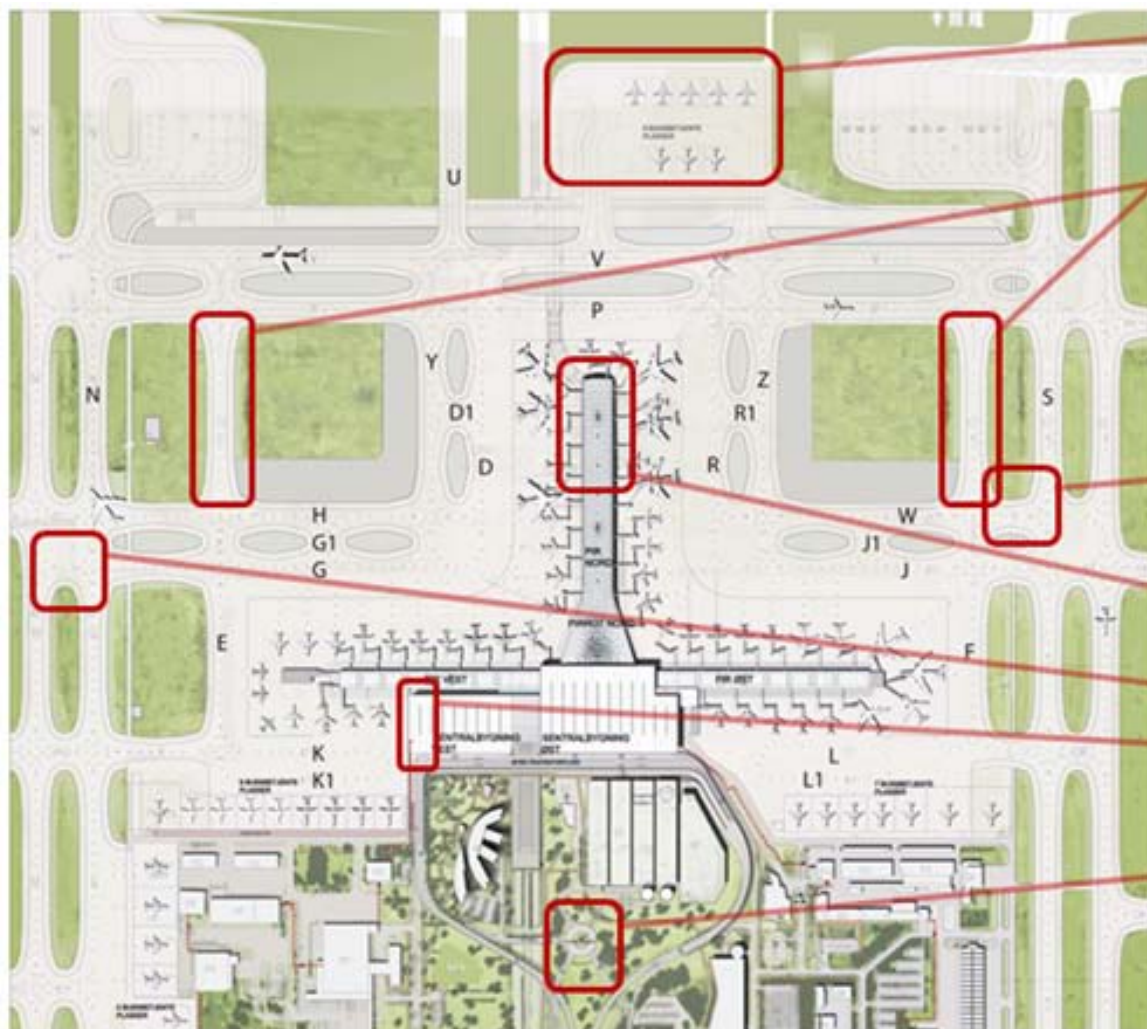 U
V
P
Y
Z
N
S
D1
R1
D
R
H
W
G1
J1
G
J
PIR
NORD
E
F
PIR VEST
PIR ØST
SENTRALBYGNING
VEST
SENTRALBYGNING
ØST
K
L
K1
L1